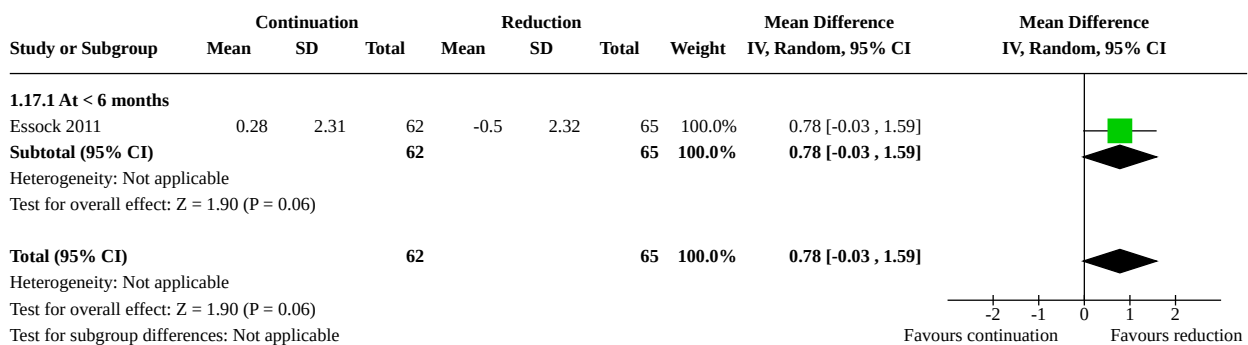 Continuation Reduction Mean Difference Mean Difference
Study or Subgroup Mean SD Total Mean SD Total Weight IV, Random, 95% CI IV, Random, 95% CI
1.17.1 At < 6 months
Essock 2011 0.28 2.31 62 -0.5 2.32 65 100.0% 0.78 [-0.03 , 1.59]
Subtotal (95% CI) 62 65 100.0% 0.78 [-0.03 , 1.59]
Heterogeneity: Not applicable
Test for overall effect: Z = 1.90 (P = 0.06)
Total (95% CI) 62 65 100.0% 0.78 [-0.03 , 1.59]
Heterogeneity: Not applicable
Test for overall effect: Z = 1.90 (P = 0.06)
-2 -1 0 1 2
Test for subgroup differences: Not applicable Favours continuation Favours reduction